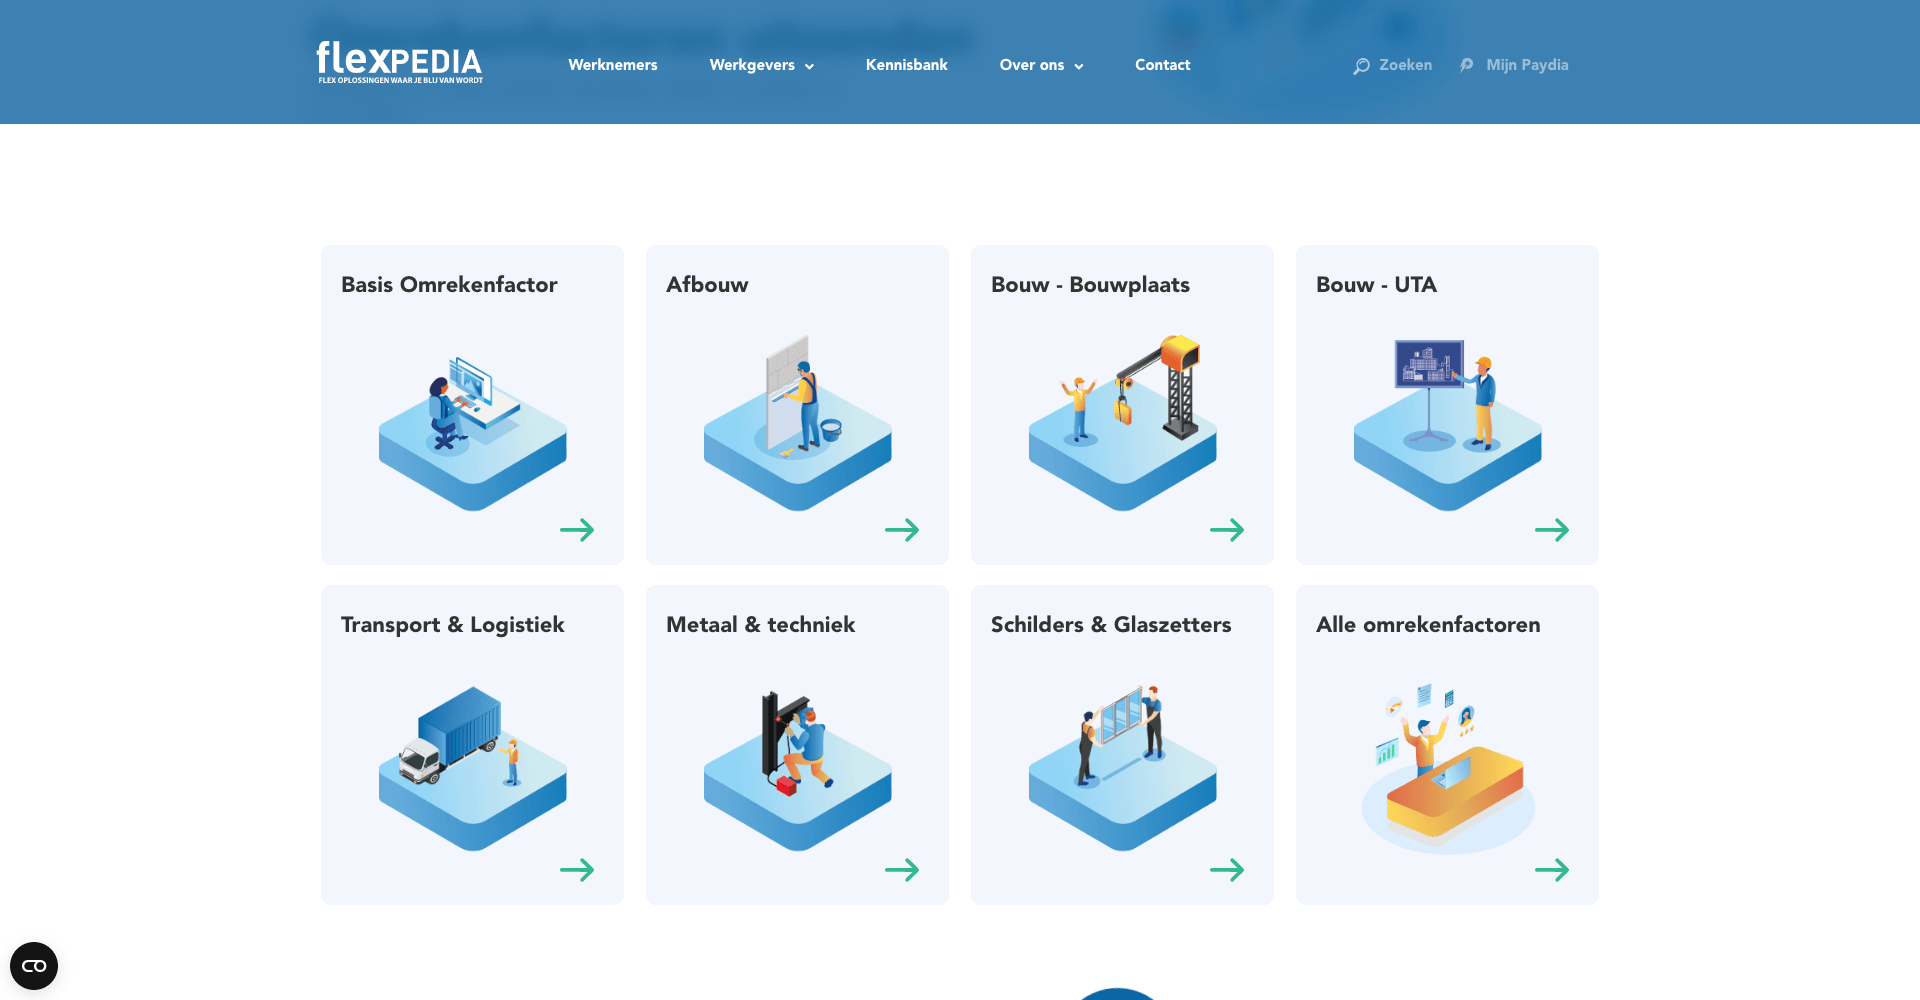 flexPEDIA
FLEX OPLOSSINGEN WAAR JE BLIJ VAN WORDT
Werknemers
Werkgevers
Kennisbank
Over ons
Contact
Zoeken
Mijn Paydia
Basis Omrekenfactor
Afbouw
Bouw - Bouwplaats
Bouw - UTA
Transport & Logistiek
Metaal & techniek
Schilders & Glaszetters
Alle omrekenfactoren